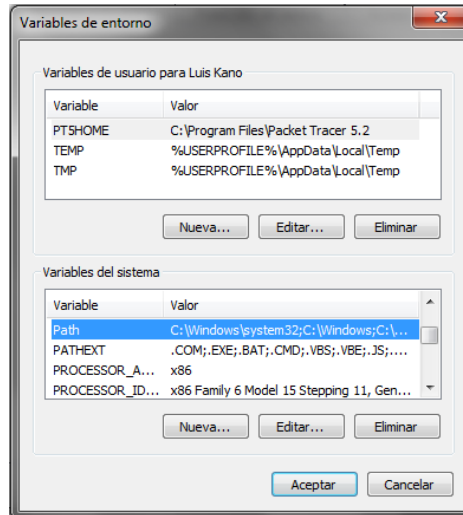 Variables de entorno
Variables de usuario para Luis Kano
Variable Valor
PT5HOME C:\Program Files\Packet Tracer 5.2
TEMP %USERPROFILE%\AppData\Local\Temp
TMP %USERPROFILE%\AppData\Local\Temp
Nueva... Editar... Eliminar
Variables del sistema
Variable Valor
Path C:\Windows\system32;C:\Windows;C:\...
PATHEXT .COM;.EXE;.BAT;.CMD;.VBS;.VBE;.JS;....
PROCESSOR_A... x86
PROCESSOR_ID... x86 Family 6 Model 15 Stepping 11, Gen...
Nueva... Editar... Eliminar
Aceptar Cancelar